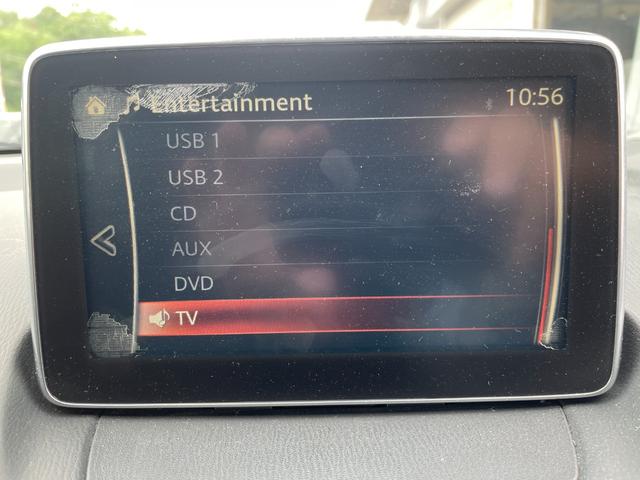 Entertainment 10:56
USB 1
USB 2
CD
AUX
DVD
TV